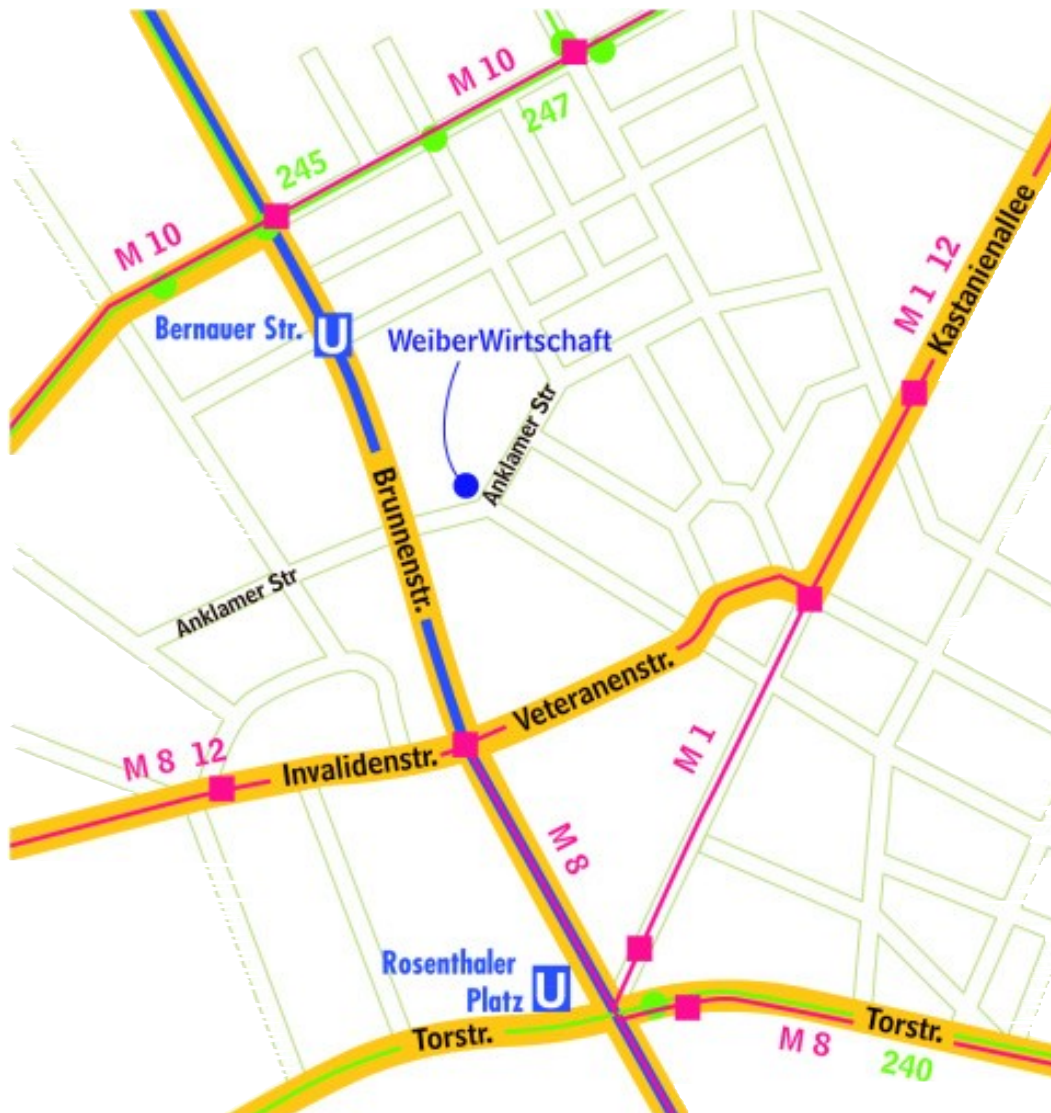 M 10
247
245
M 10
M 1 12
Kastanienallee
Bernauer Str.
U
WeiberWirtschaft
Anklamer Str
Brunnenstr.
Anklamer Str
Veteranenstr.
M 8 12
Invalidenstr.
M 1
M 8
Rosenthaler
Platz
U
Torstr.
Torstr.
M 8
240